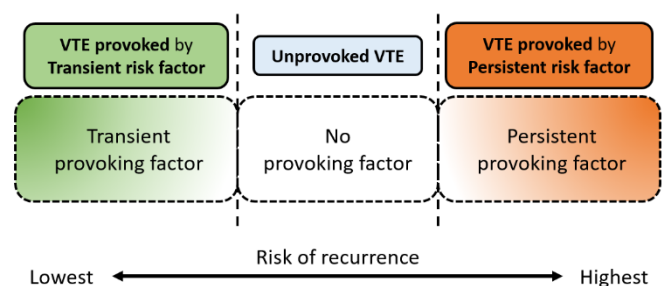 VTE provoked by
Transient risk factor
Unprovoked VTE
VTE provoked by
Persistent risk factor
Transient
provoking factor
No
provoking factor
Persistent
provoking factor
Risk of recurrence
Lowest
Highest